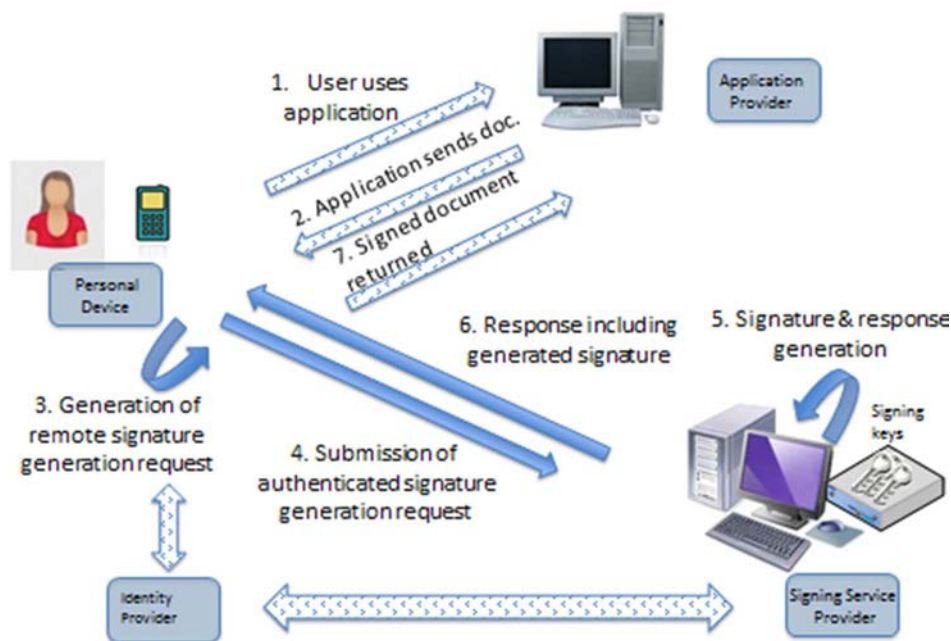 1. User uses
application
Application
Provider
2. Application sends doc.
7. Signed document
returned
Personal
Device
6. Response including
generated signature
5. Signature & response
generation
3. Generation of
remote signature
generation request
Signing
keys
4. Submission of
authenticated signature
generation request
Identity
Provider
Signing Service
Provider